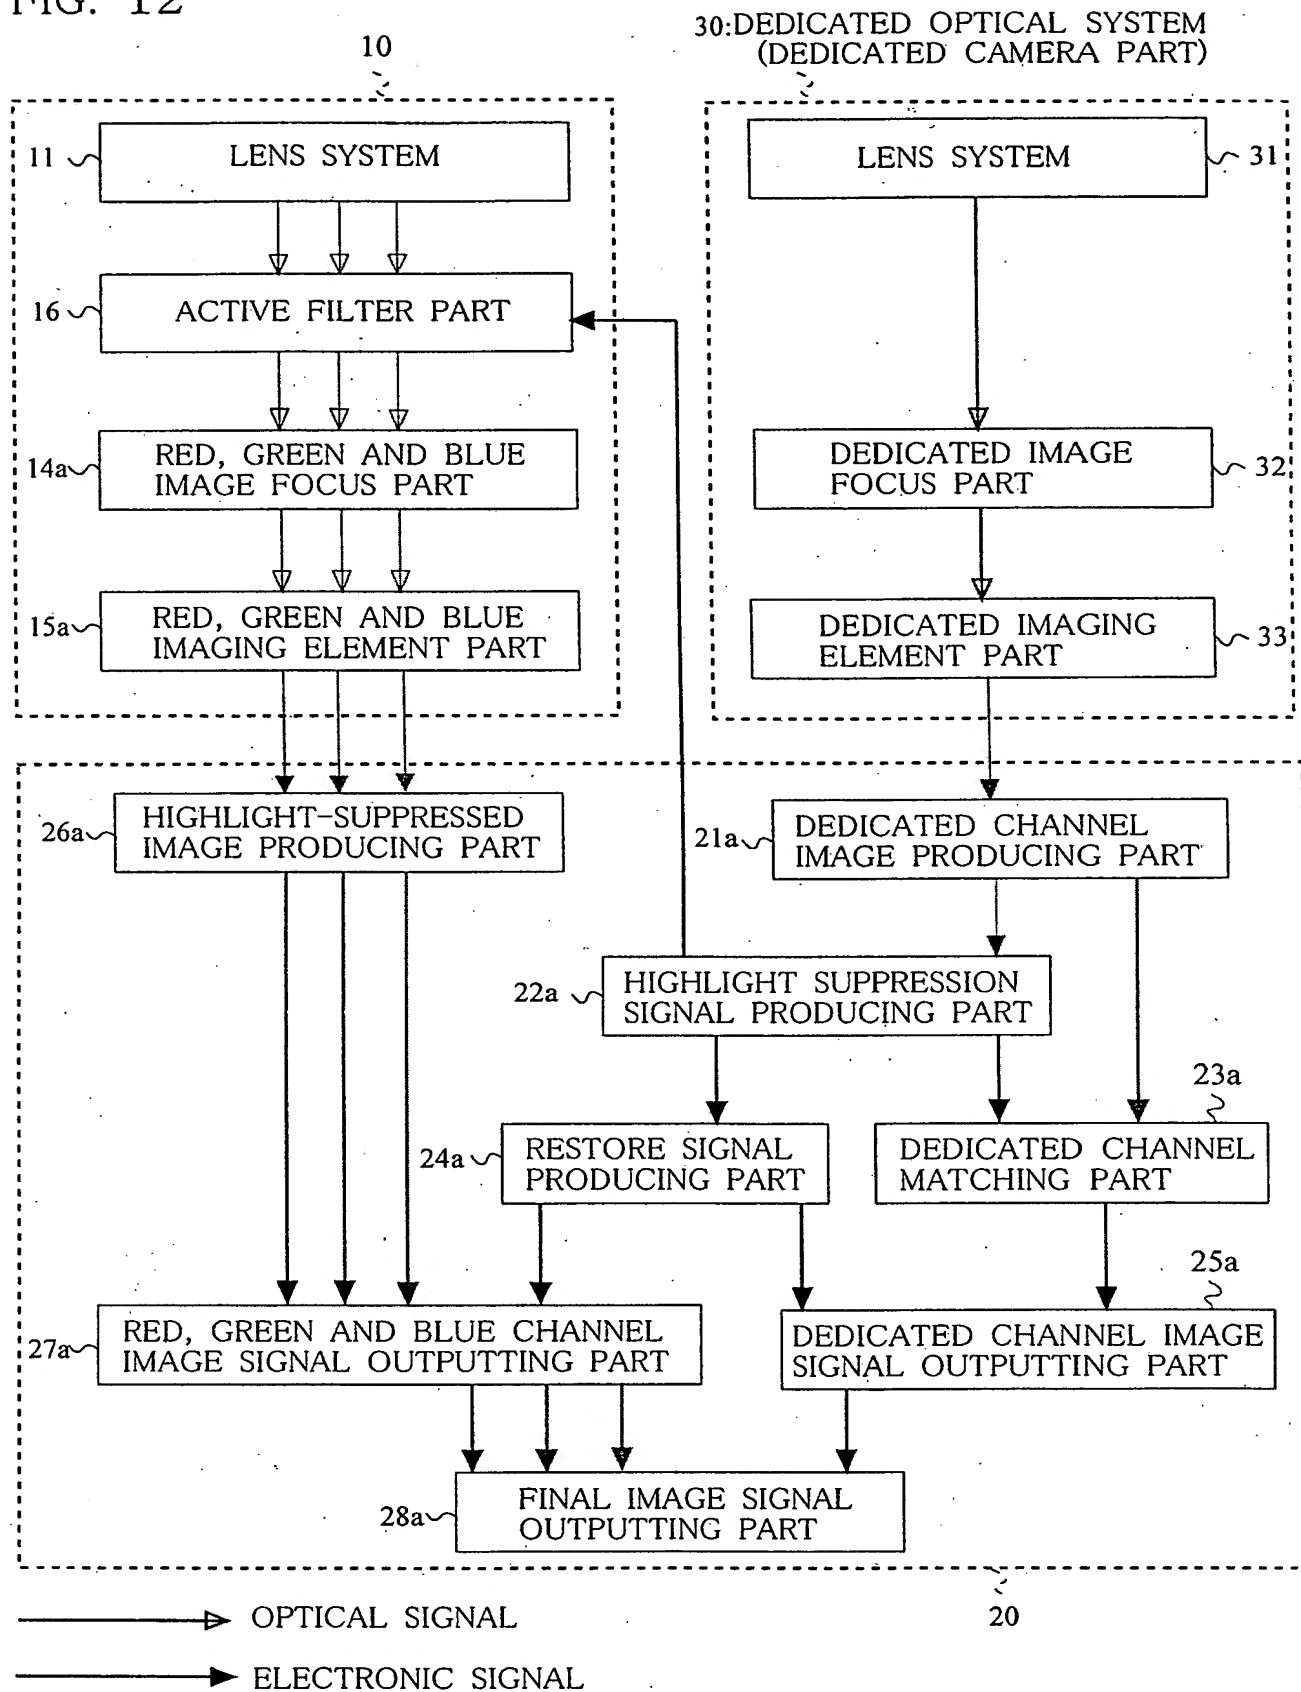 FIG. 12
10
30:DEDICATED OPTICAL SYSTEM
(DEDICATED CAMERA PART)
11
LENS SYSTEM
LENS SYSTEM
31
16
ACTIVE FILTER PART
14a
RED, GREEN AND BLUE
IMAGE FOCUS PART
DEDICATED IMAGE
FOCUS PART
32
15a
RED, GREEN AND BLUE
IMAGING ELEMENT PART
DEDICATED IMAGING
ELEMENT PART
33
26a
HIGHLIGHT-SUPPRESSED
IMAGE PRODUCING PART
21a
DEDICATED CHANNEL
IMAGE PRODUCING PART
22a
HIGHLIGHT SUPPRESSION
SIGNAL PRODUCING PART
23a
24a
RESTORE SIGNAL
PRODUCING PART
DEDICATED CHANNEL
MATCHING PART
25a
27a
RED, GREEN AND BLUE CHANNEL
IMAGE SIGNAL OUTPUTTING PART
DEDICATED CHANNEL IMAGE
SIGNAL OUTPUTTING PART
28a
FINAL IMAGE SIGNAL
OUTPUTTING PART
20
OPTICAL SIGNAL
ELECTRONIC SIGNAL